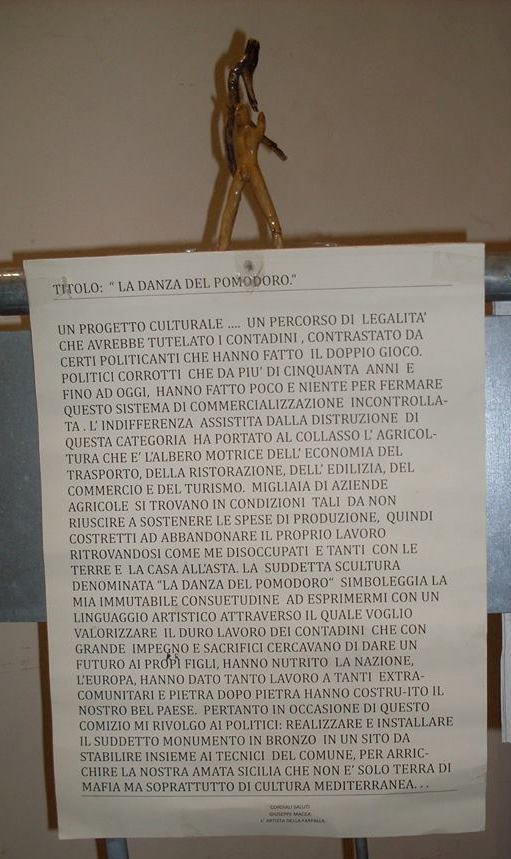 TITOLO: “ LA DANZA DEL POMODORO.”
UN PROGETTO CULTURALE .... UN PERCORSO DI LEGALITA’
CHE AVREBBE TUTELATO I CONTADINI , CONTRASTATO DA
CERTI POLITICANTI CHE HANNO FATTO IL DOPPIO GIOCO.
POLITICI CORROTTI CHE DA PIU’ DI CINQUANTA ANNI E
FINO AD OGGI, HANNO FATTO POCO E NIENTE PER FERMARE
QUESTO SISTEMA DI COMMERCIALIZZAZIONE INCONTROLLA-
TA . L’ INDIFFERENZA ASSISTITA DALLA DISTRUZIONE DI
QUESTA CATEGORIA HA PORTATO AL COLLASSO L’ AGRICOL-
TURA CHE E’ L’ALBERO MOTRICE DELL’ ECONOMIA DEL
TRASPORTO, DELLA RISTORAZIONE, DELL’ EDILIZIA, DEL
COMMERCIO E DEL TURISMO. MIGLIAIA DI AZIENDE
AGRICOLE SI TROVANO IN CONDIZIONI TALI DA NON
RIUSCIRE A SOSTENERE LE SPESE DI PRODUZIONE, QUINDI
COSTRETTI AD ABBANDONARE IL PROPRIO LAVORO
RITROVANDOSI COME ME DISOCCUPATI E TANTI CON LE
TERRE E LA CASA ALL’ASTA. LA SUDDETTA SCULTURA
DENOMINATA “LA DANZA DEL POMODORO” SIMBOLEGGIA LA
MIA IMMUTABILE CONSUETUDINE AD ESPRIMERMI CON UN
LINGUAGGIO ARTISTICO ATTRAVERSO IL QUALE VOGLIO
VALORIZZARE IL DURO LAVORO DEI CONTADINI CHE CON
GRANDE IMPEGNO E SACRIFICI CERCAVANO DI DARE UN
FUTURO AI PROPI FIGLI, HANNO NUTRITO LA NAZIONE,
L’EUROPA, HANNO DATO TANTO LAVORO A TANTI EXTRA-
COMUNITARI E PIETRA DOPO PIETRA HANNO COSTRU-ITO IL
NOSTRO BEL PAESE. PERTANTO IN OCCASIONE DI QUESTO
COMIZIO MI RIVOLGO AI POLITICI: REALIZZARE E INSTALLARE
IL SUDDETTO MONUMENTO IN BRONZO IN UN SITO DA
STABILIRE INSIEME AI TECNICI DEL COMUNE, PER ARRIC-
CHIRE LA NOSTRA AMATA SICILIA CHE NON E’ SOLO TERRA DI
MAFIA MA SOPRATTUTTO DI CULTURA MEDITERRANEA. . .
CORDIALI SALUTI
GIUSEPPE MACCA
L’ ARTISTA DELLA FARFALLA.